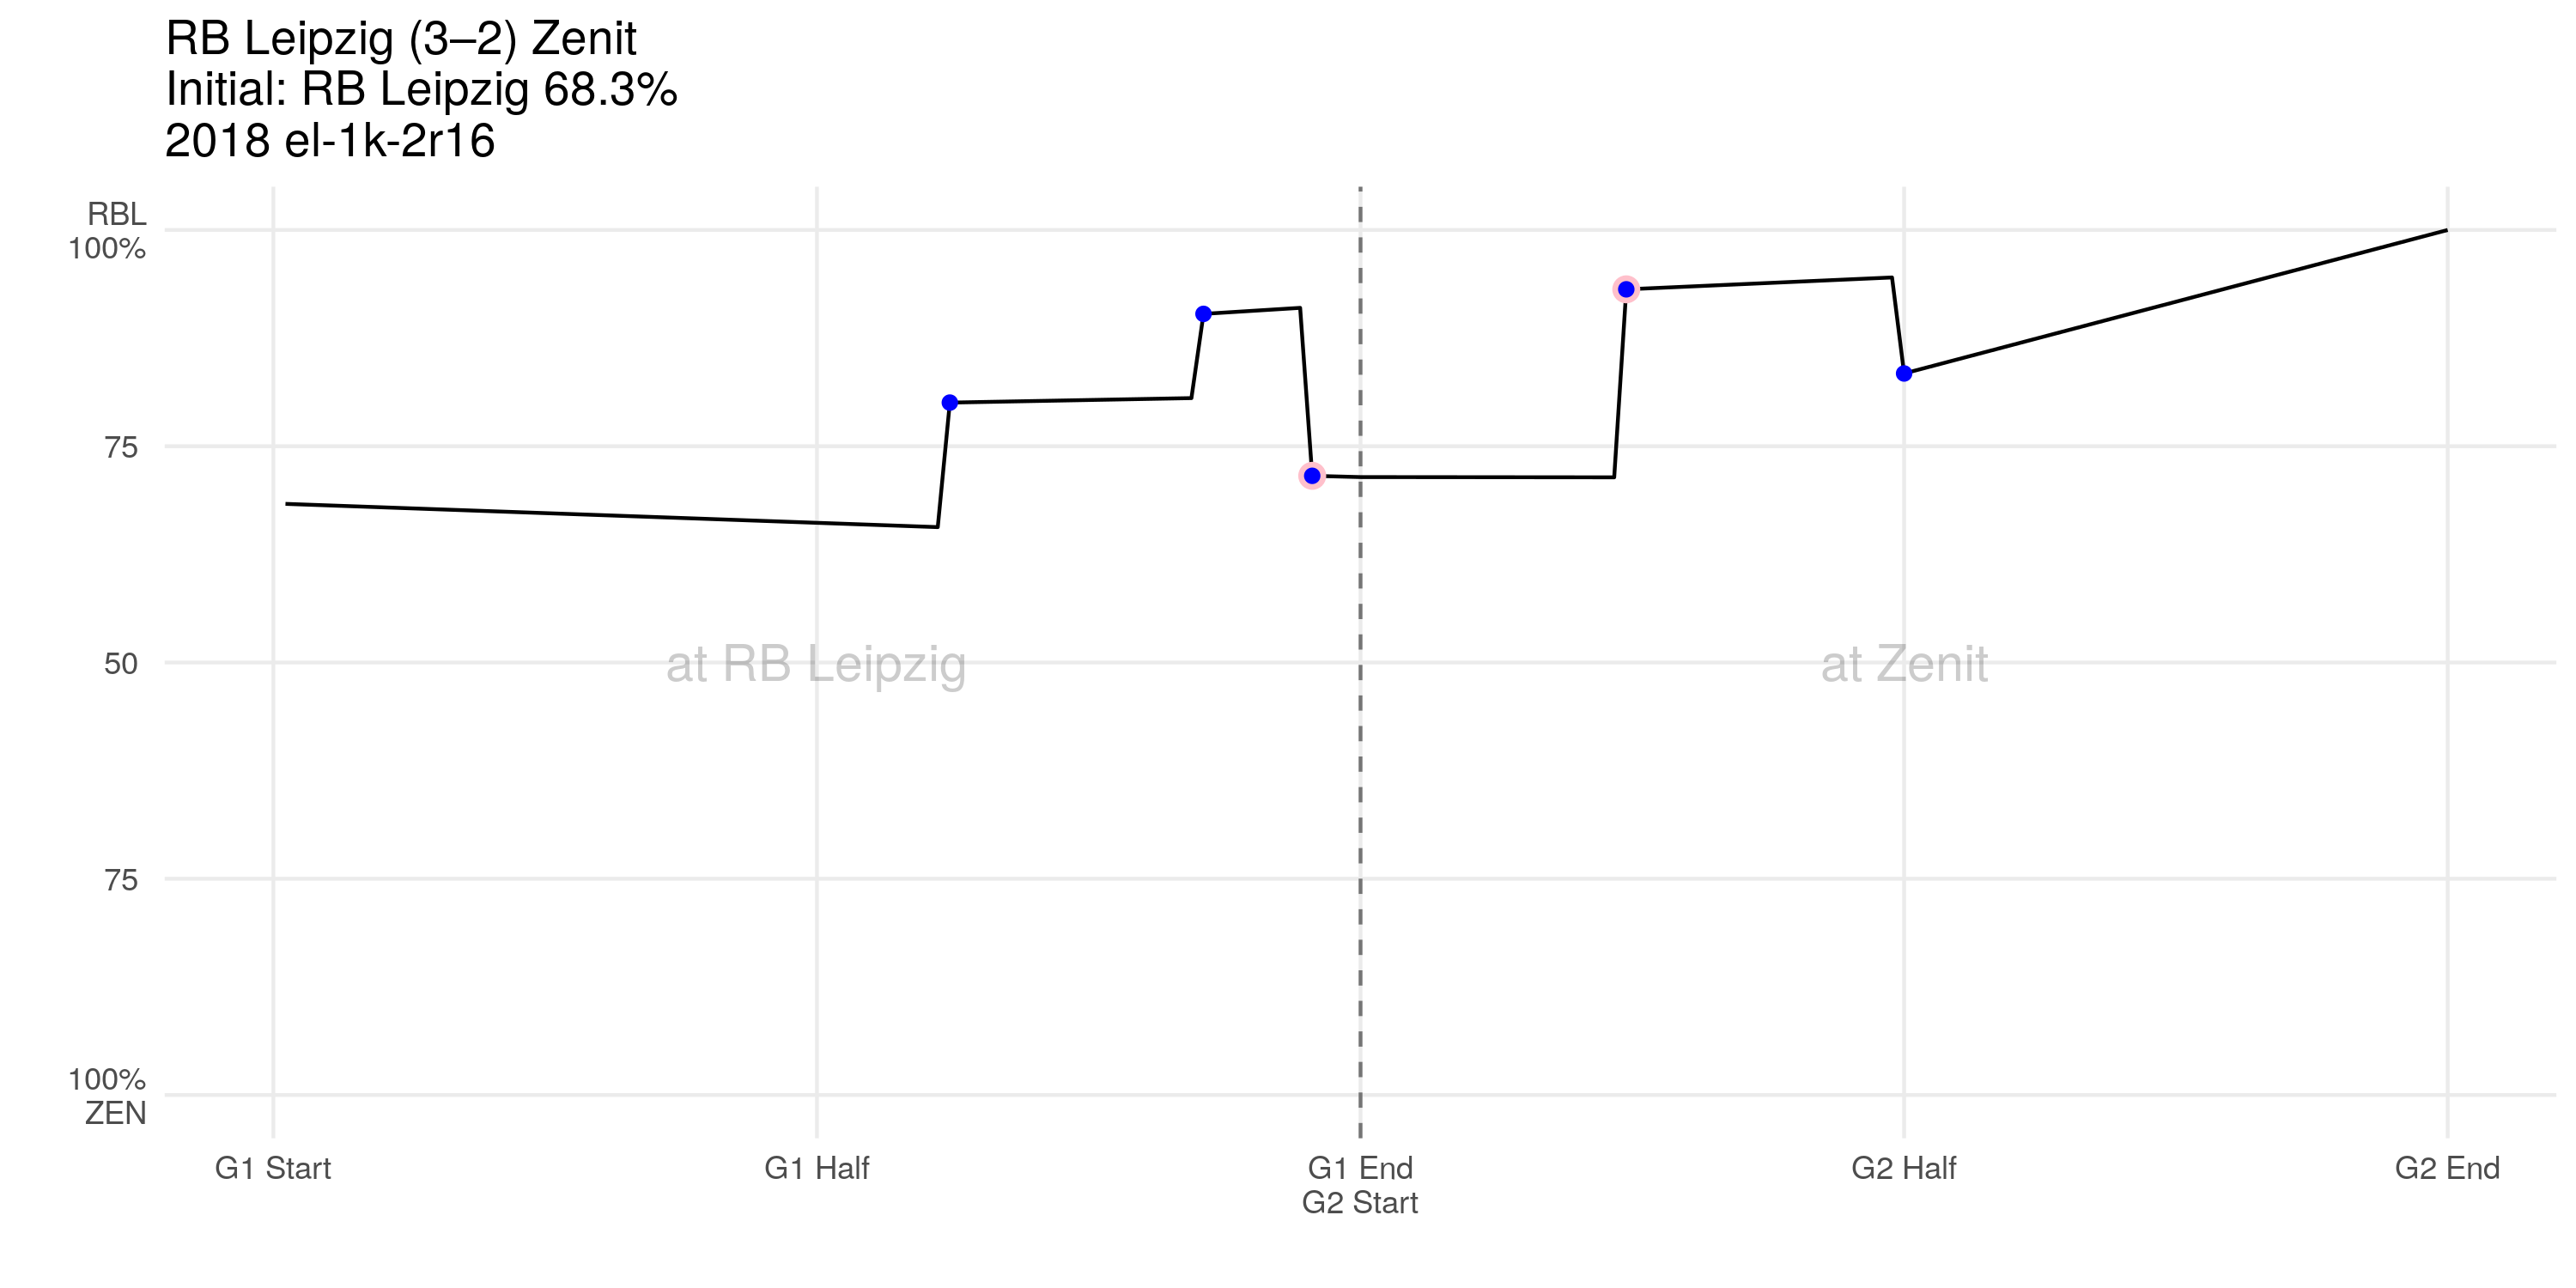 RB Leipzig (3–2) Zenit
Initial: RB Leipzig 68.3%
2018 el-1k-2r16
RBL
100%
75
50
75
100%
ZEN
at RB Leipzig
at Zenit
G1 Start
G1 Half
G1 End
G2 Start
G2 Half
G2 End